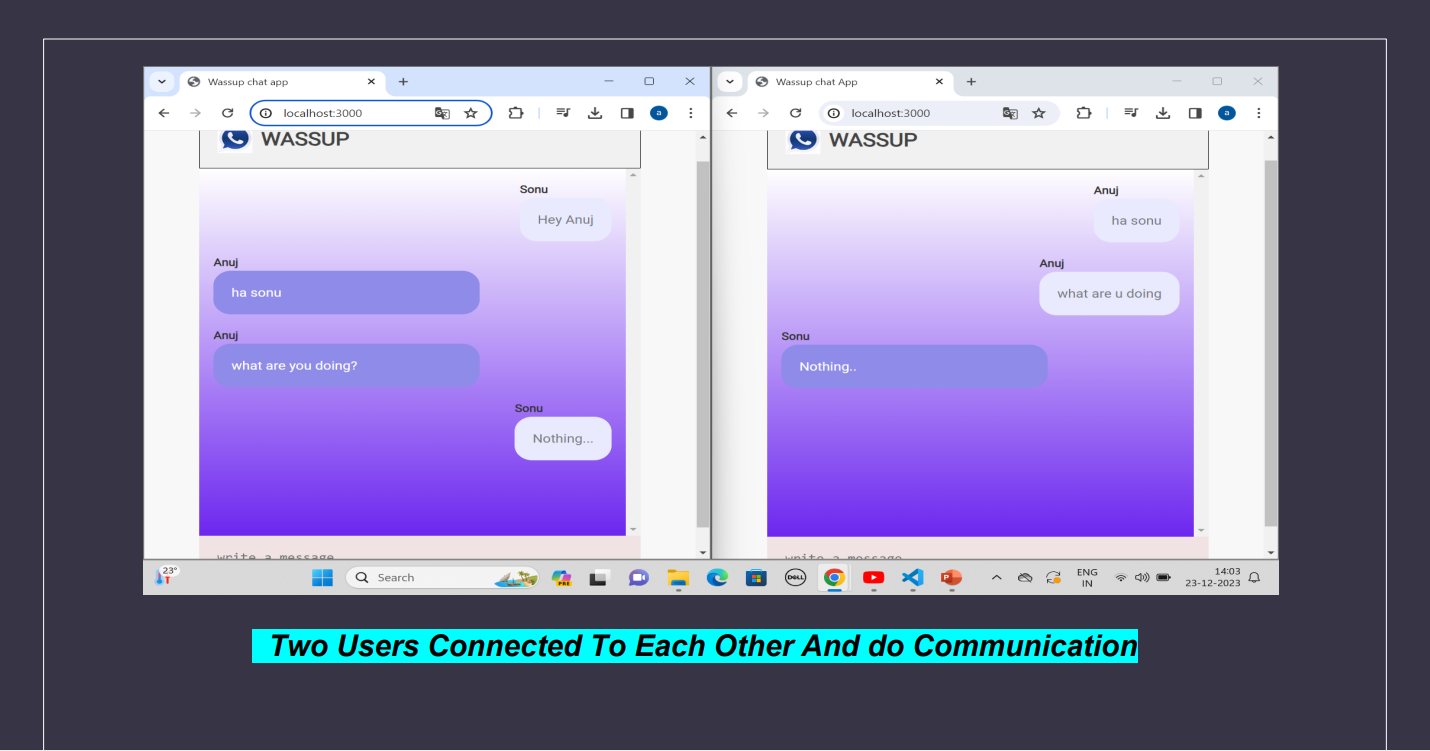 Wassup chat app
localhost:3000
WASSUP
Sonu
Hey Anuj
Anuj
ha sonu
Anuj
what are you doing?
Sonu
Nothing...
write a message
Wassup chat App
localhost:3000
WASSUP
Anuj
ha sonu
Anuj
what are u doing
Sonu
Nothing..
write a message
23°
Search
PRE
DELL
ENG
IN
14:03
23-12-2023
Two Users Connected To Each Other And do Communication